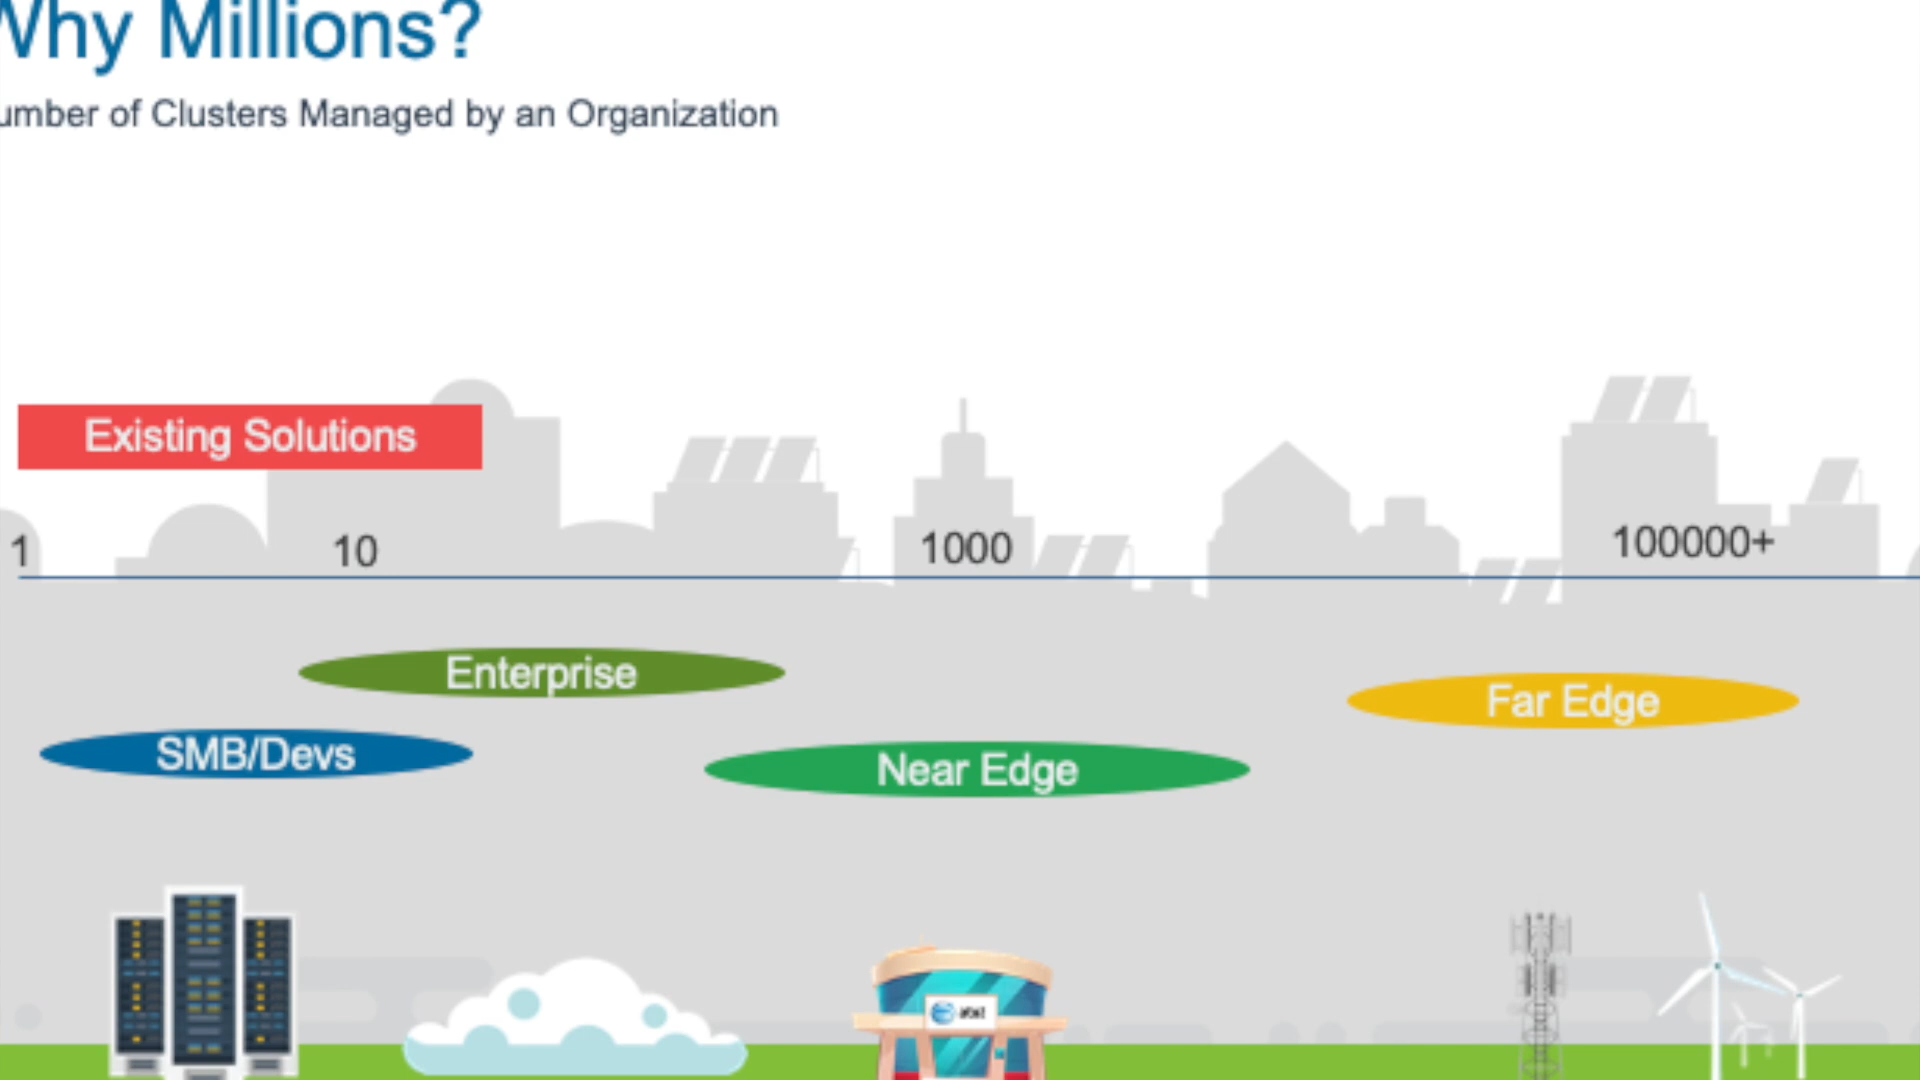 Why Millions?
umber of Clusters Managed by an Organization
Existing Solutions
1
10
1000
100000+
Enterprise
Far Edge
SMB/Devs
Near Edge
at&t